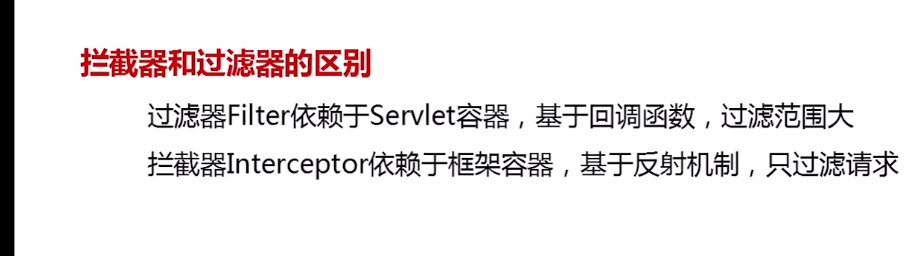 拦截器和过滤器的区别
过滤器Filter依赖于Servlet容器，基于回调函数，过滤范围大
拦截器Interceptor依赖于框架容器，基于反射机制，只过滤请求